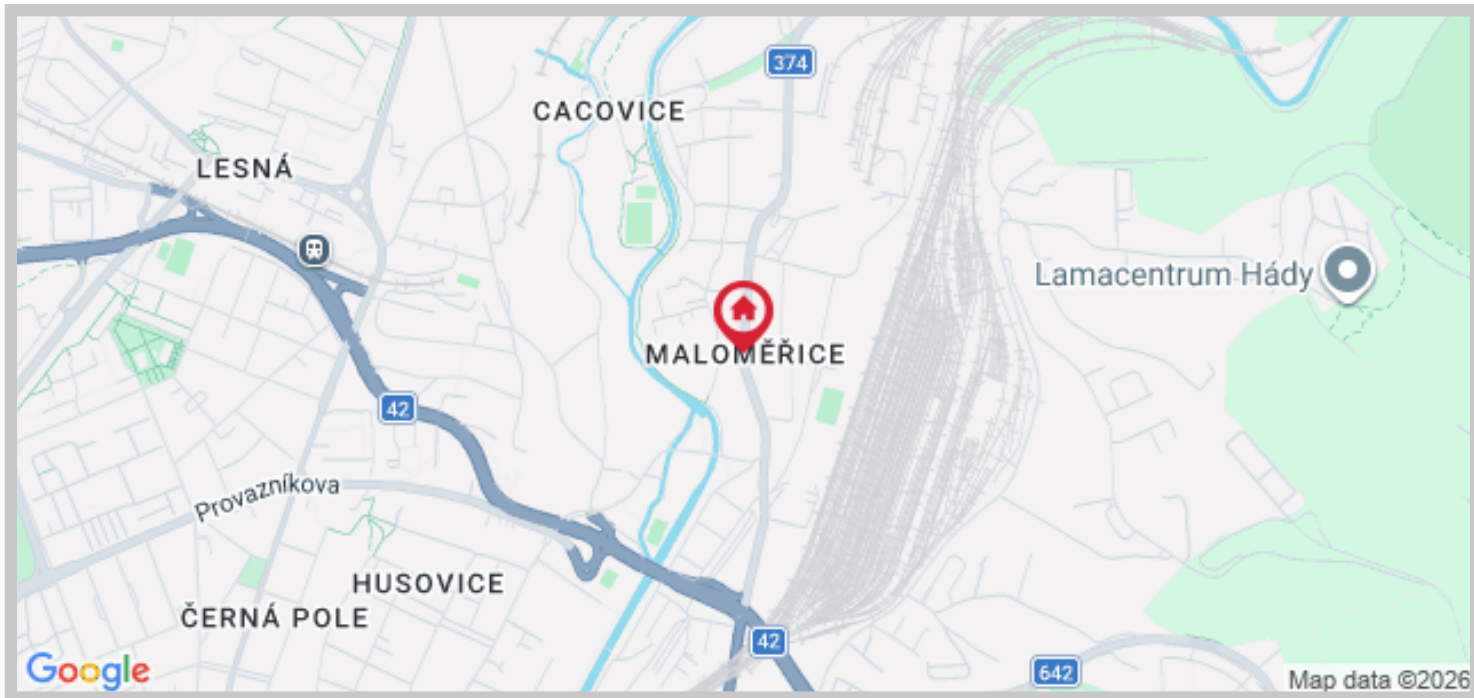 374
CACOVICE
LESNÁ
Lamacentrum Hády
MALOMĚŘICE
42
Provazníkova
HUSOVICE
ČERNÁ POLE
42
642
Google
Map data ©2026